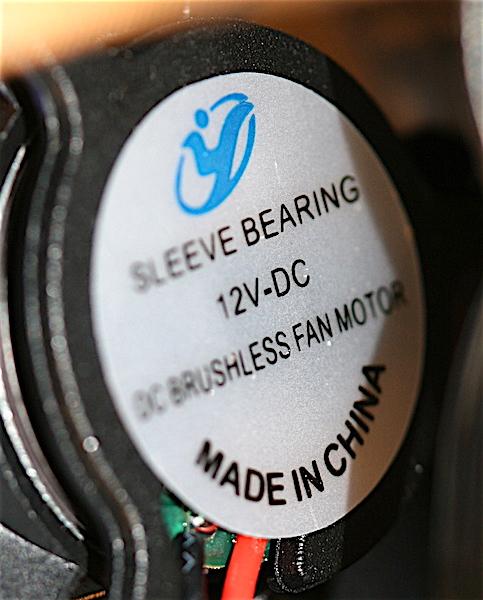 SLEEVE BEARING
12V-DC
DC BRUSHLESS FAN MOTOR
MADE IN CHINA